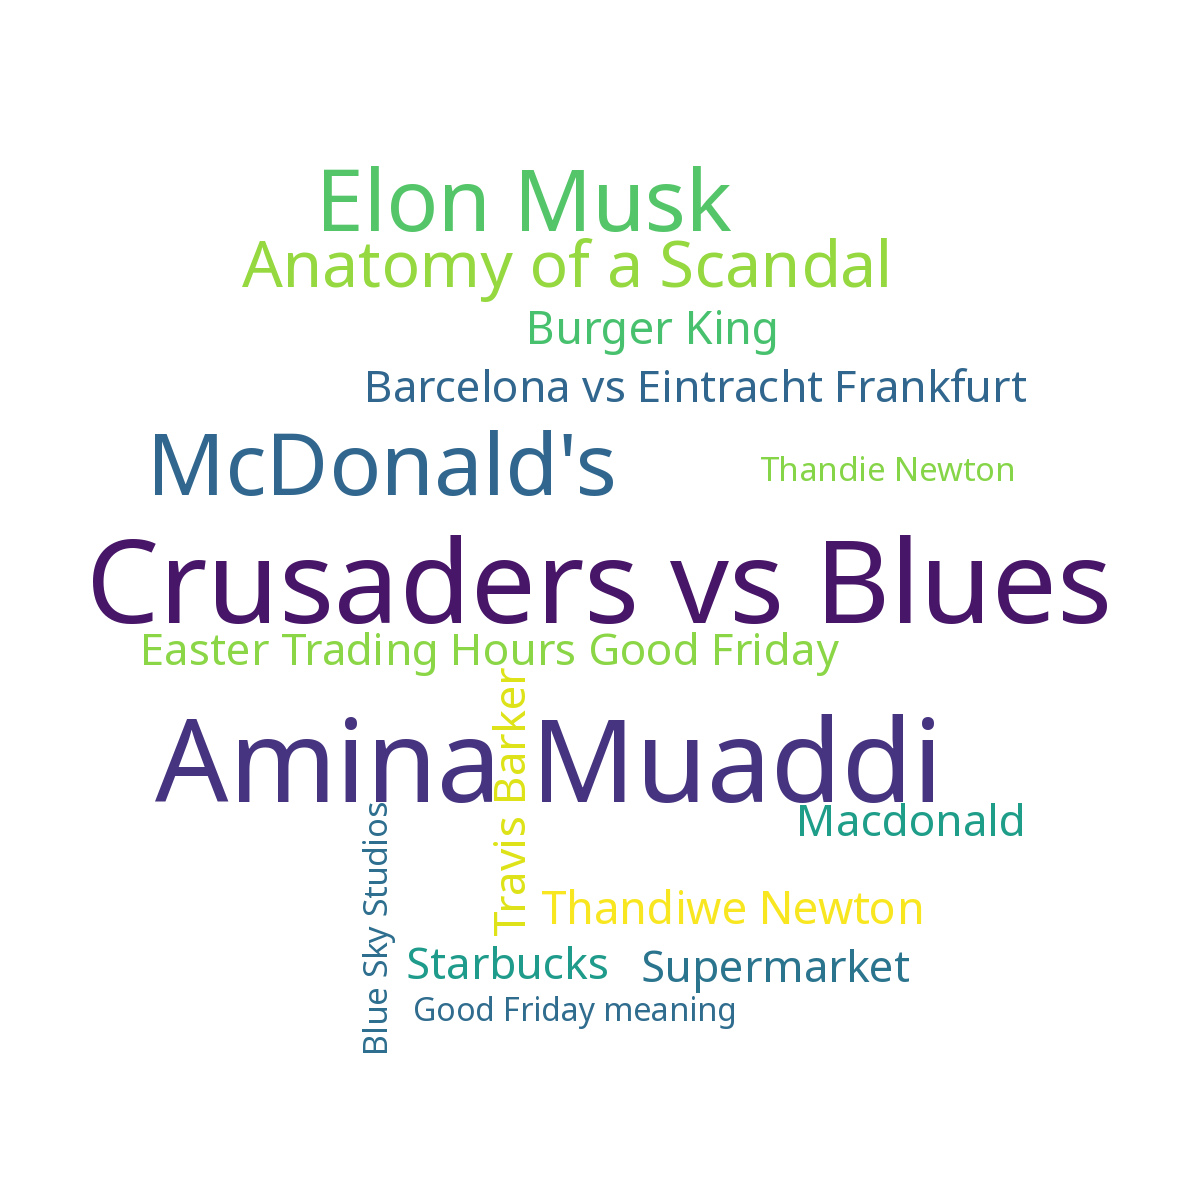 Elon Musk
Anatomy of a Scandal
Burger King
Barcelona vs Eintracht Frankfurt
McDonald's
Thandie Newton
Crusaders vs Blues
Easter Trading Hours Good Friday
Travis Barker
Amina Muaddi
Macdonald
Blue Sky Studios
Thandiwe Newton
Starbucks
Supermarket
Good Friday meaning